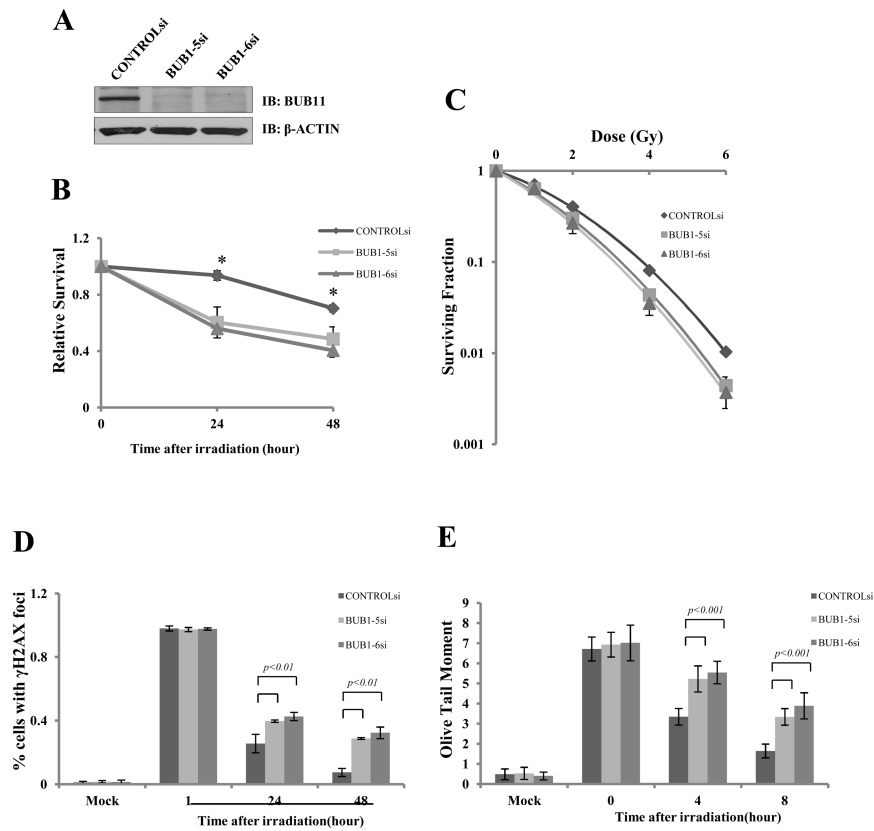 A
CONTROLsi
BUB1-5si
BUB1-6si
IB: BUB11
IB: β-ACTIN
B
1.2
0.8
0.4
0
Relative Survival
*
*
CONTROLsi
BUB1-5si
BUB1-6si
0
24
48
Time after irradiation (hour)
C
Dose (Gy)
0
2
4
6
1
0.1
0.01
0.001
Surviving Fraction
CONTROLsi
BUB1-5si
BUB1-6si
D
1.2
0.8
0.4
0
% cells with γH2AX foci
CONTROLsi
BUB1-5si
BUB1-6si
p<0.01
p<0.01
Mock
1
24
48
Time after irradiation(hour)
E
9
8
7
6
5
4
3
2
1
0
Olive Tail Moment
CONTROLsi
BUB1-5si
BUB1-6si
p<0.001
p<0.001
Mock
0
4
8
Time after irradiation(hour)